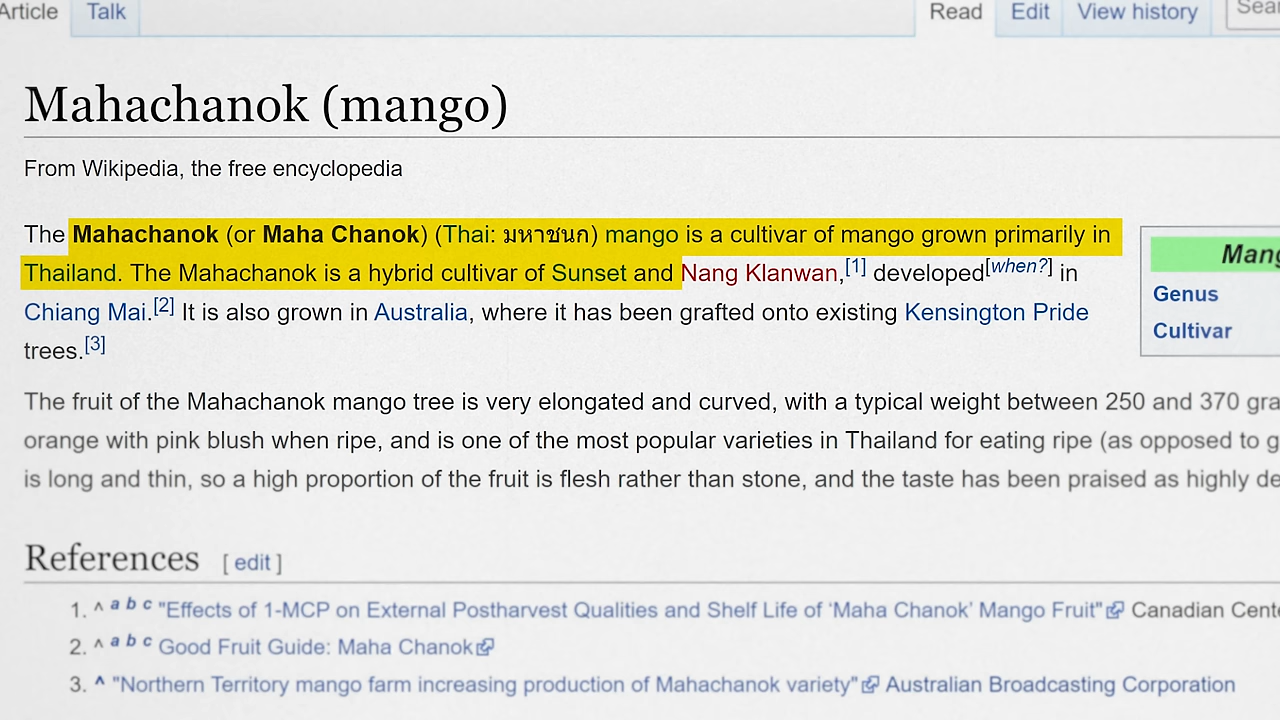 Article Talk Read Edit View history
Mahachanok (mango)
From Wikipedia, the free encyclopedia
The Mahachanok (or Maha Chanok) (Thai: มหาชนก) mango is a cultivar of mango grown primarily in
Thailand. The Mahachanok is a hybrid cultivar of Sunset and Nang Klanwan,[1] developed[when?] in
Chiang Mai.[2] It is also grown in Australia, where it has been grafted onto existing Kensington Pride
trees.[3]
Genus
Cultivar
The fruit of the Mahachanok mango tree is very elongated and curved, with a typical weight between 250 and 370
orange with pink blush when ripe, and is one of the most popular varieties in Thailand for eating ripe (as opposed to
is long and thin, so a high proportion of the fruit is flesh rather than stone, and the taste has been praised as highly
References [ edit ]
1. ^ a b c "Effects of 1-MCP on External Postharvest Qualities and Shelf Life of ‘Maha Chanok’ Mango Fruit" Canadian
2. ^ a b c Good Fruit Guide: Maha Chanok
3. ^ "Northern Territory mango farm increasing production of Mahachanok variety" Australian Broadcasting Corporation